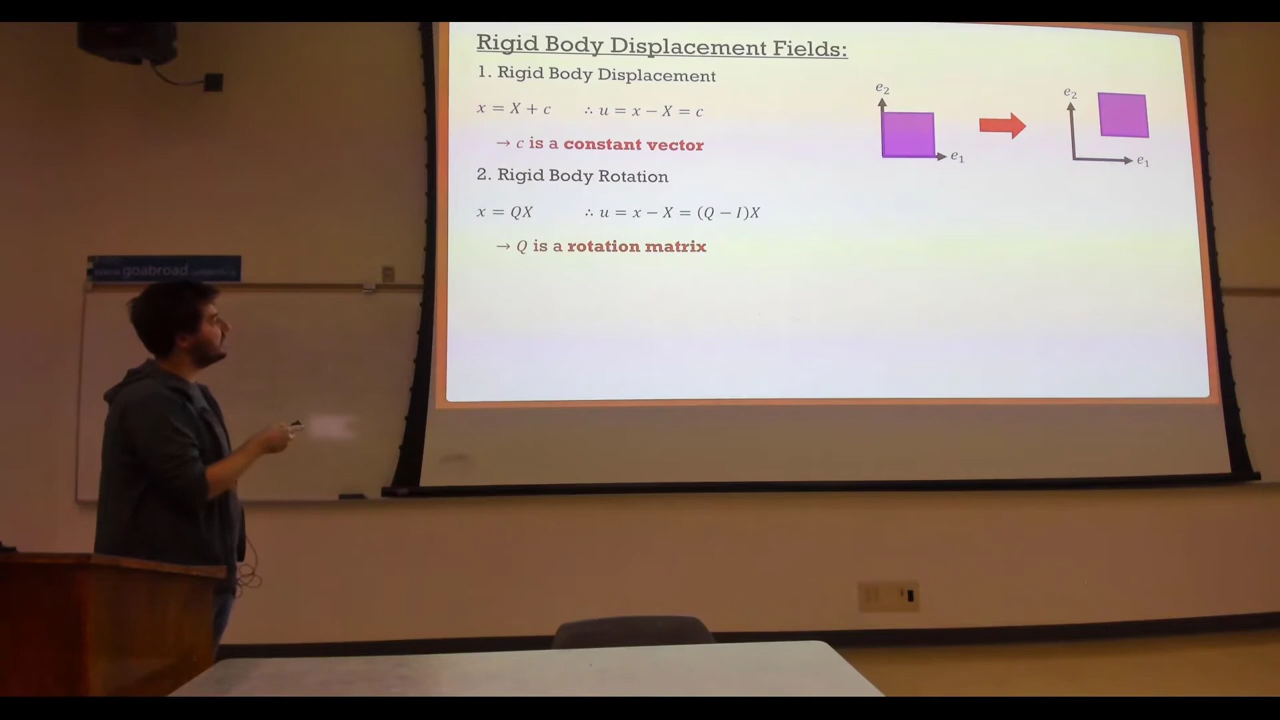 Rigid Body Displacement Fields:
1. Rigid Body Displacement
x = X + c ∴ u = x − X = c
→ c is a constant vector
2. Rigid Body Rotation
x = QX ∴ u = x − X = (Q − I)X
→ Q is a rotation matrix
e₂
e₁
e₂
e₁
goabroad